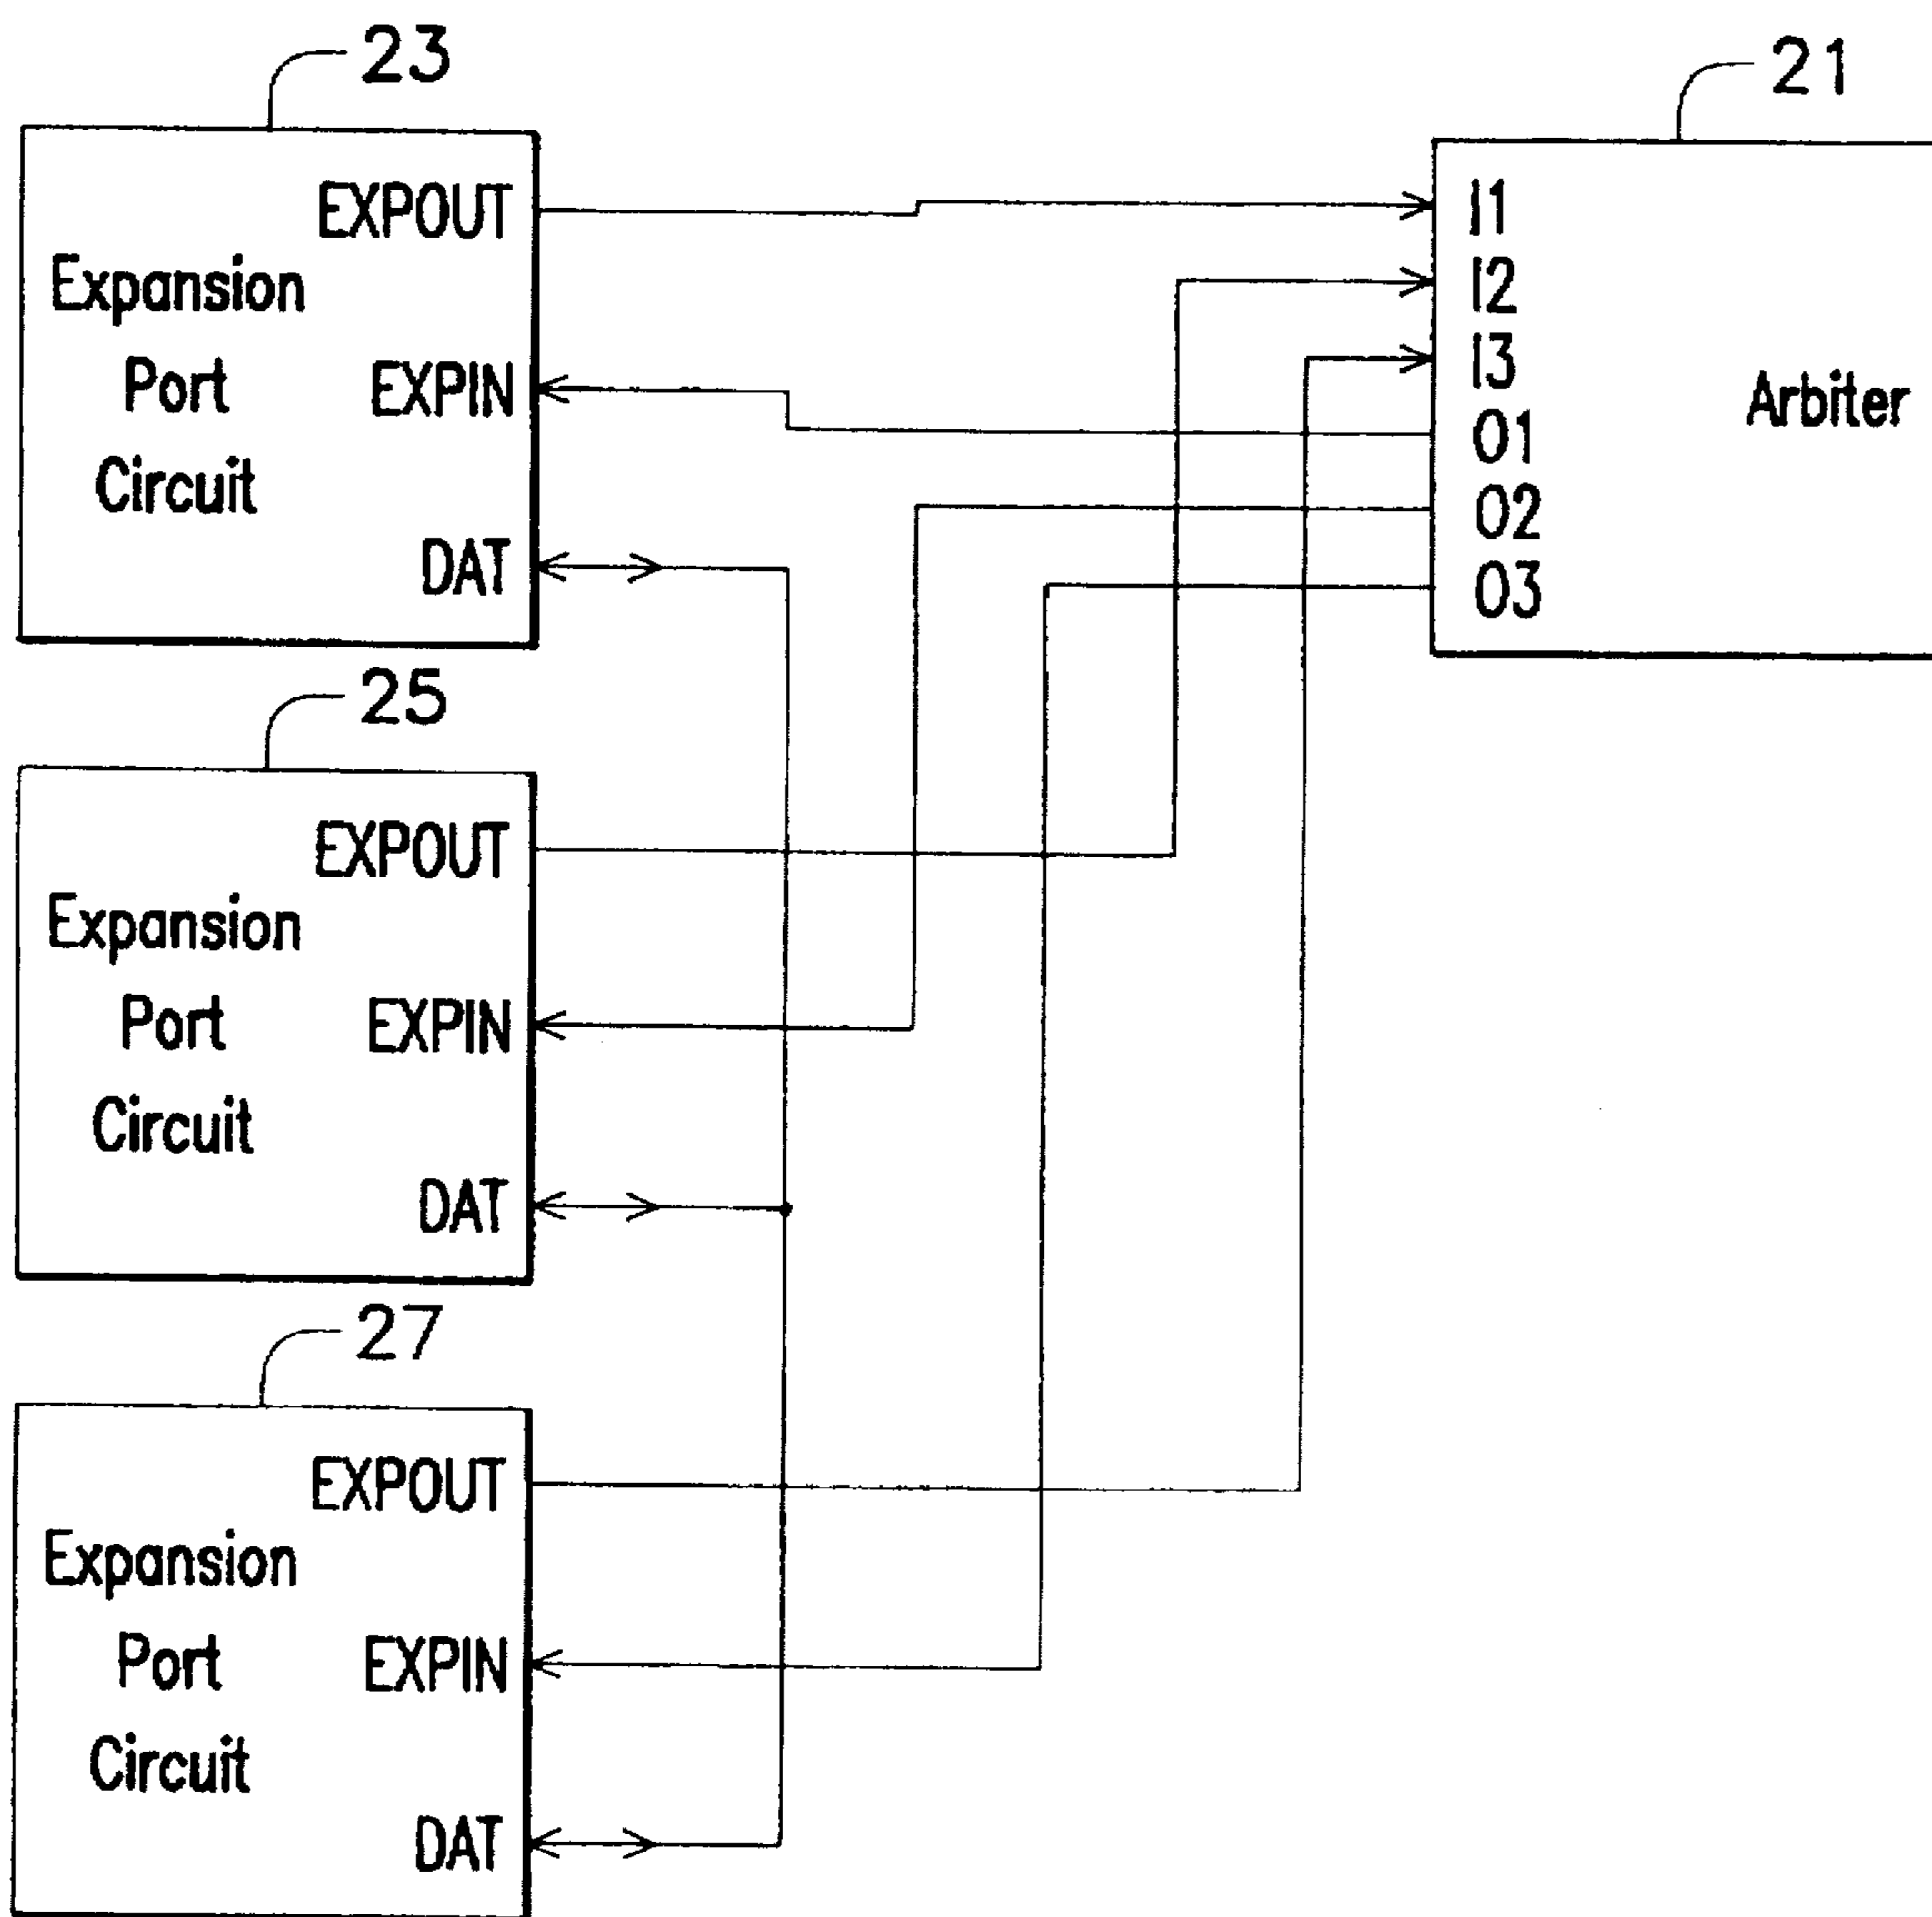 23
EXPOUT
Expansion
Port
EXPIN
Circuit
DAT
21
I1
I2
I3
Arbiter
O1
O2
O3
25
EXPOUT
Expansion
Port
EXPIN
Circuit
DAT
27
EXPOUT
Expansion
Port
EXPIN
Circuit
DAT